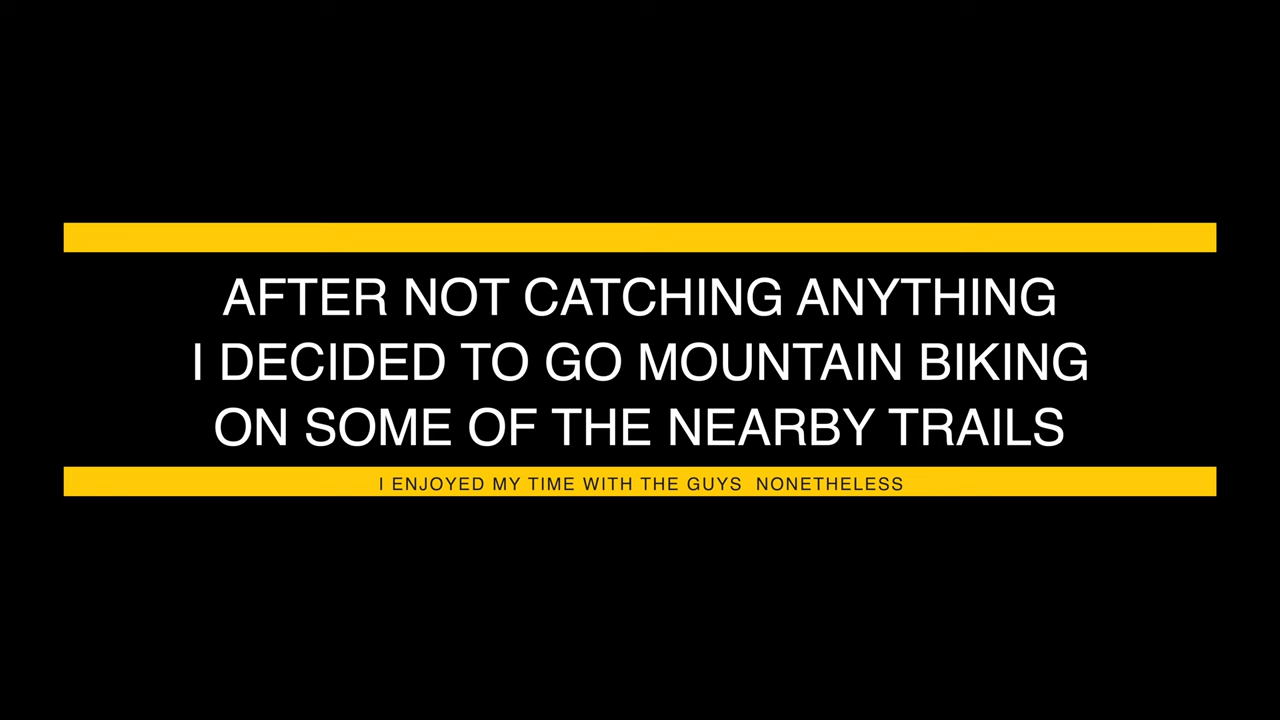 AFTER NOT CATCHING ANYTHING
I DECIDED TO GO MOUNTAIN BIKING
ON SOME OF THE NEARBY TRAILS
I ENJOYED MY TIME WITH THE GUYS  NONETHELESS